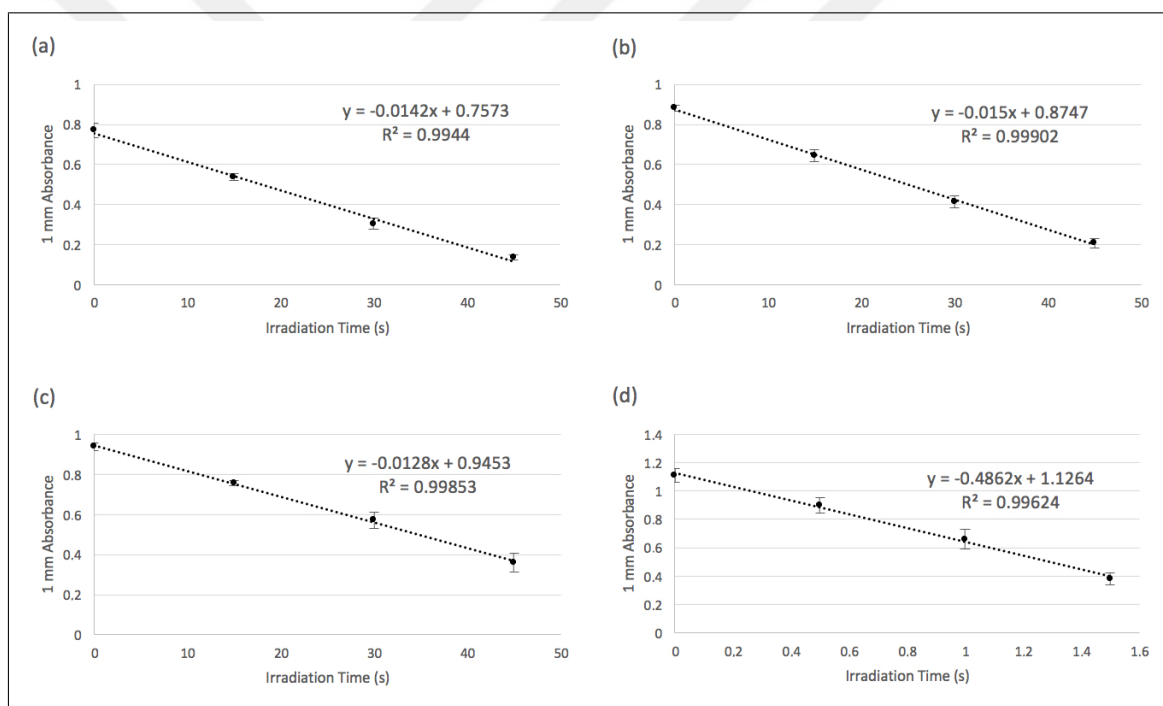 (a)
1
0.8
0.6
0.4
0.2
0
0 10 20 30 40 50
1 mm Absorbance
Irradiation Time (s)
y = -0.0142x + 0.7573
R² = 0.9944
(b)
1
0.8
0.6
0.4
0.2
0
0 10 20 30 40 50
1 mm Absorbance
Irradiation Time (s)
y = -0.015x + 0.8747
R² = 0.99902
(c)
1
0.8
0.6
0.4
0.2
0
0 10 20 30 40 50
1 mm Absorbance
Irradiation Time (s)
y = -0.0128x + 0.9453
R² = 0.99853
(d)
1.4
1.2
1
0.8
0.6
0.4
0.2
0
0 0.2 0.4 0.6 0.8 1 1.2 1.4 1.6
1 mm Absorbance
Irradiation Time (s)
y = -0.4862x + 1.1264
R² = 0.99624